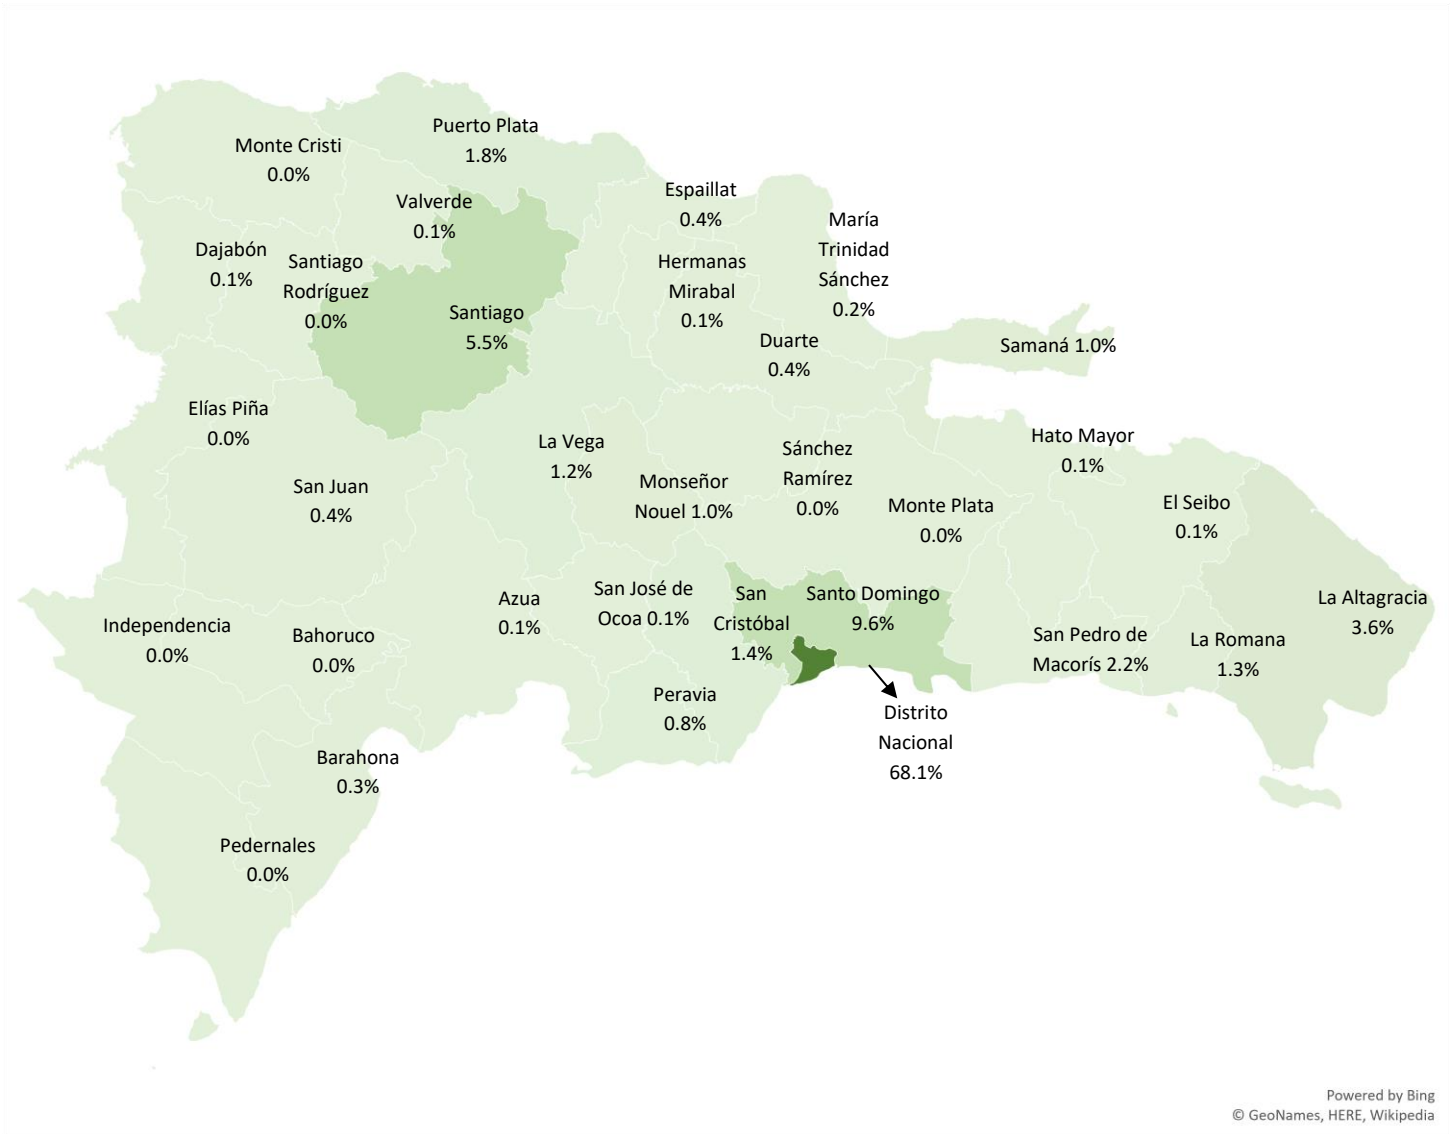 Puerto Plata
1.8%
Monte Cristi
0.0%
Valverde
0.1%
Espaillat
0.4%
María
Trinidad
Sánchez
0.2%
Dajabón
0.1%
Santiago
Rodríguez
0.0%
Hermanas
Mirabal
0.1%
Santiago
5.5%
Duarte
0.4%
Samaná 1.0%
Elías Piña
0.0%
La Vega
1.2%
Sánchez
Ramírez
0.0%
Hato Mayor
0.1%
San Juan
0.4%
Monseñor
Nouel 1.0%
Monte Plata
0.0%
El Seibo
0.1%
Independencia
0.0%
Bahoruco
0.0%
Azua
0.1%
San José de
Ocoa 0.1%
San
Cristóbal
1.4%
Santo Domingo
9.6%
San Pedro de
Macorís 2.2%
La Romana
1.3%
La Altagracia
3.6%
Peravia
0.8%
Distrito
Nacional
68.1%
Barahona
0.3%
Pedernales
0.0%
Powered by Bing
© GeoNames, HERE, Wikipedia